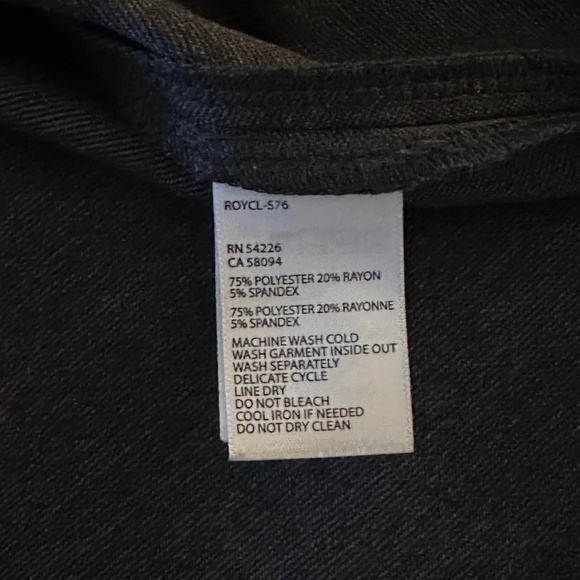 ROYCL-S76
RN 54226
CA 58094
75% POLYESTER 20% RAYON
5% SPANDEX
75% POLYESTER 20% RAYONNE
5% SPANDEX
MACHINE WASH COLD
WASH GARMENT INSIDE OUT
WASH SEPARATELY
DELICATE CYCLE
LINE DRY
DO NOT BLEACH
COOL IRON IF NEEDED
DO NOT DRY CLEAN